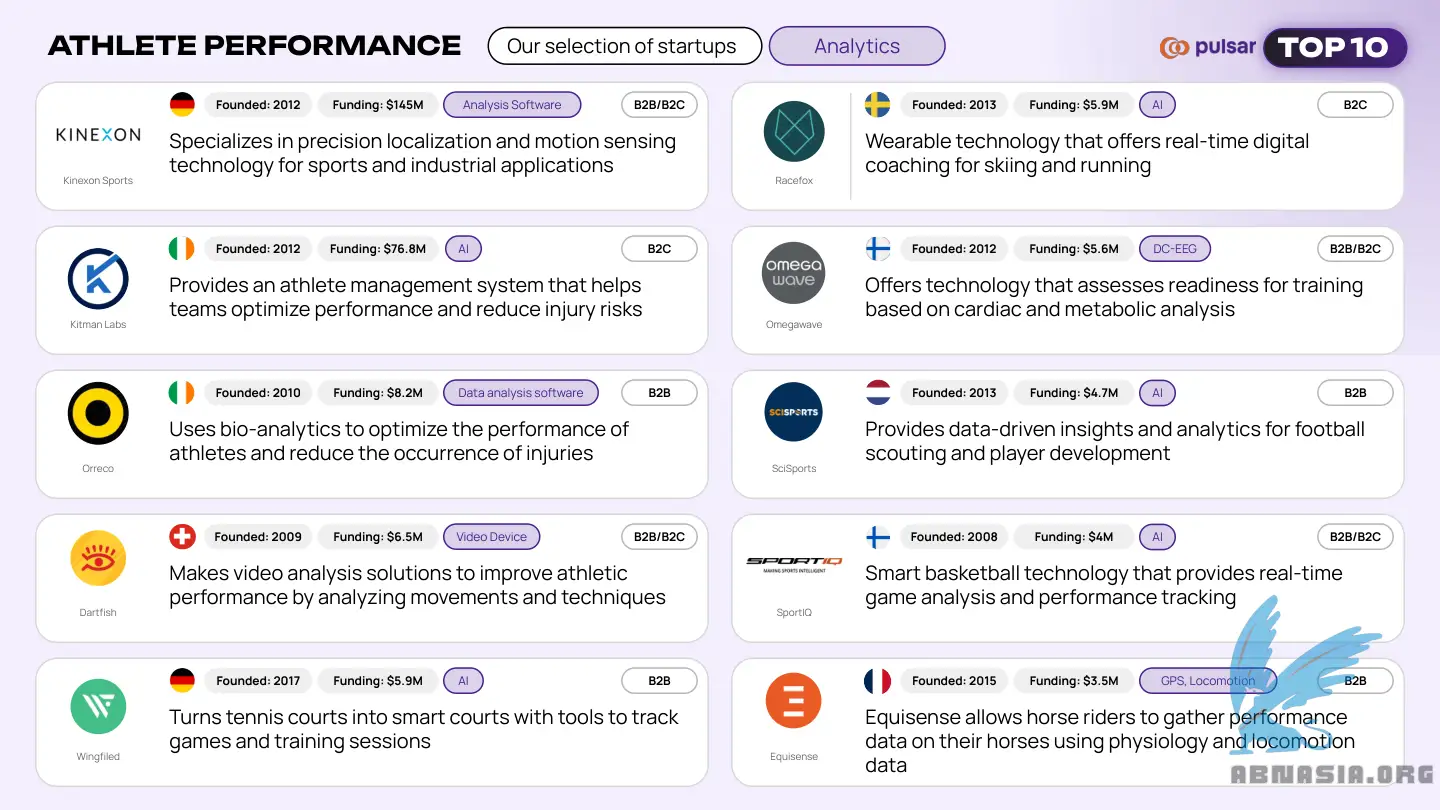 ATHLETE PERFORMANCE
Our selection of startups
Analytics
pulsar
TOP 10
KINEXON
Kinexon Sports
Founded: 2012
Funding: $145M
Analysis Software
B2B/B2C
Specializes in precision localization and motion sensing
technology for sports and industrial applications
Kitman Labs
Founded: 2012
Funding: $76.8M
AI
B2C
Provides an athlete management system that helps
teams optimize performance and reduce injury risks
Orreco
Founded: 2010
Funding: $8.2M
Data analysis software
B2B
Uses bio-analytics to optimize the performance of
athletes and reduce the occurrence of injuries
Dartfish
Founded: 2009
Funding: $6.5M
Video Device
B2B/B2C
Makes video analysis solutions to improve athletic
performance by analyzing movements and techniques
Wingfiled
Founded: 2017
Funding: $5.9M
AI
B2B
Turns tennis courts into smart courts with tools to track
games and training sessions
Racefox
Founded: 2013
Funding: $5.9M
AI
B2C
Wearable technology that offers real-time digital
coaching for skiing and running
omega
wave
Omegawave
Founded: 2012
Funding: $5.6M
DC-EEG
B2B/B2C
Offers technology that assesses readiness for training
based on cardiac and metabolic analysis
SCISPORTS
SciSports
Founded: 2013
Funding: $4.7M
AI
B2B
Provides data-driven insights and analytics for football
scouting and player development
SPORTIQ
MAKING SPORTS INTELLIGENT
SportIQ
Founded: 2008
Funding: $4M
AI
B2B/B2C
Smart basketball technology that provides real-time
game analysis and performance tracking
Equisense
Founded: 2015
Funding: $3.5M
GPS, Locomotion
B2B
Equisense allows horse riders to gather performance
data on their horses using physiology and locomotion
data
ABNASIA.ORG